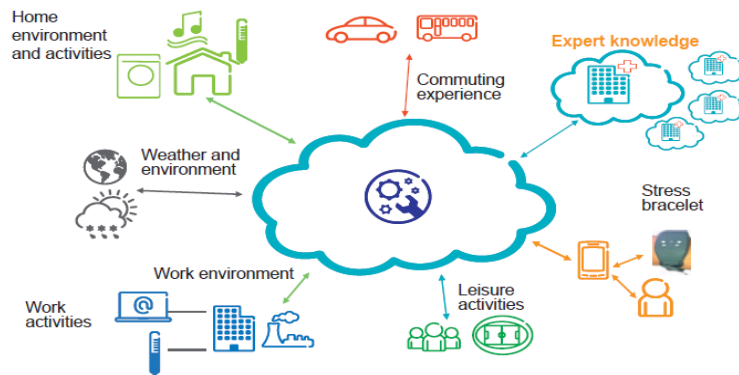 Home
environment
and activities
Commuting
experience
Expert knowledge
Weather and
environment
Stress
bracelet
Work environment
Work
activities
@
Leisure
activities